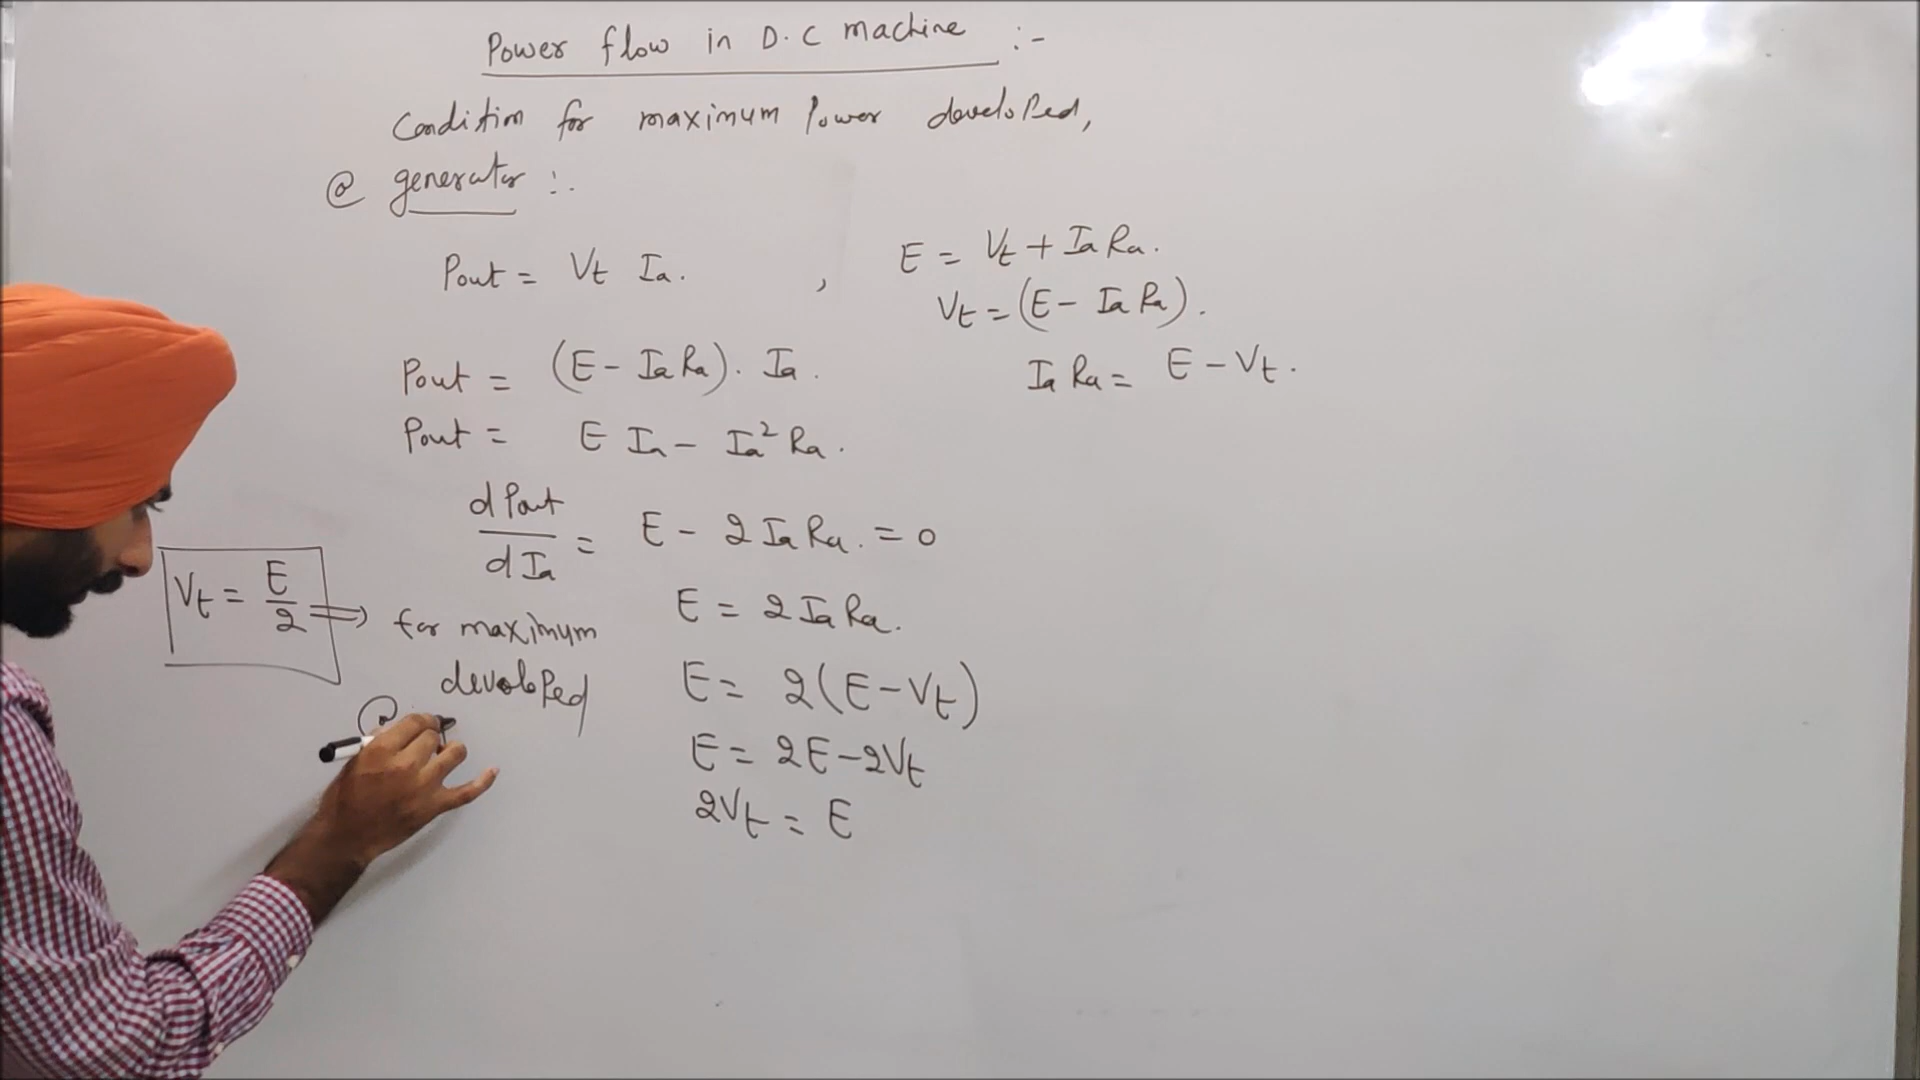 Power flow in D.C machine :-
Condition for maximum Power developed,
@ generator :.
Pout = Vt Ia. , E = Vt + Ia Ra.
Vt = (E - Ia Ra).
Pout = (E - Ia Ra). Ia. Ia Ra = E - Vt.
Pout = E Ia - Ia² Ra.
dPout/dIa = E - 2 Ia Ra. = 0
Vt = E/2 ⇒ for maximum
developed
@
E = 2 Ia Ra.
E = 2(E - Vt)
E = 2E - 2Vt
2Vt = E